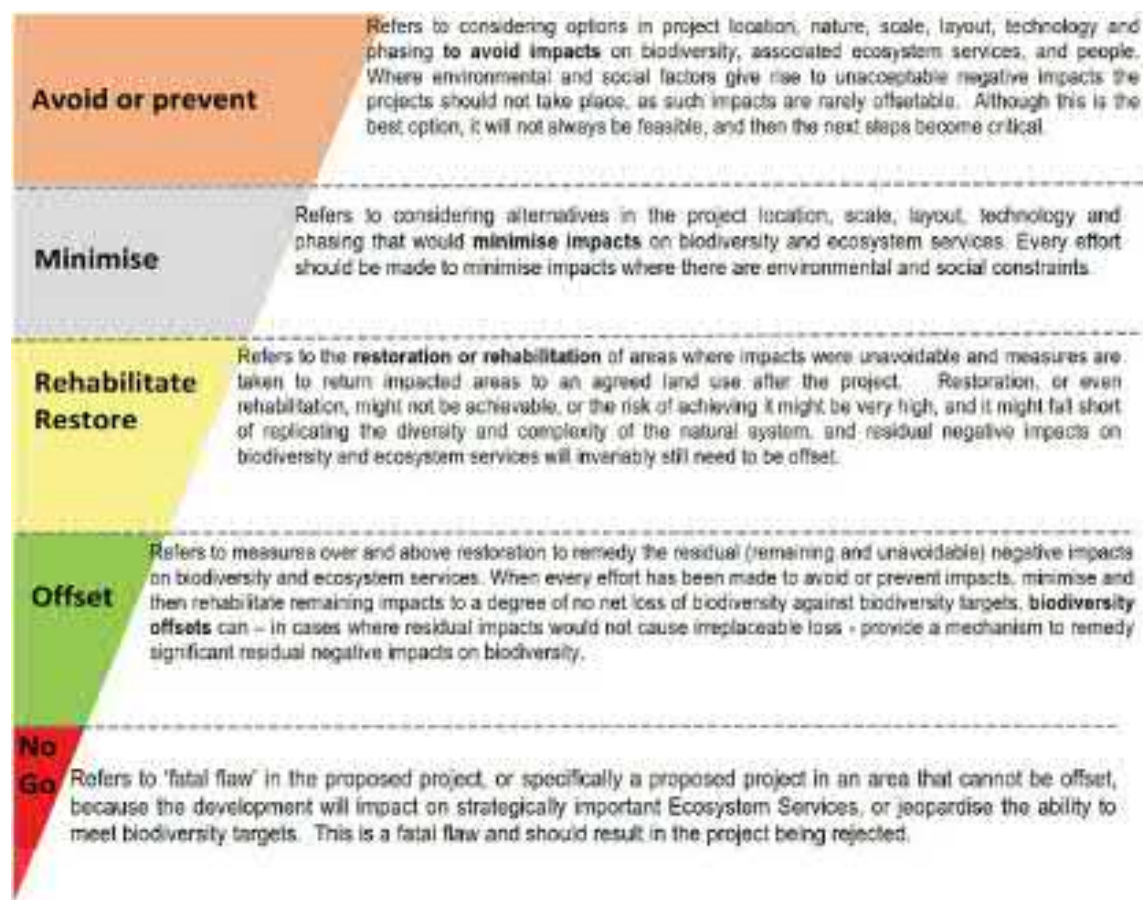 Avoid or prevent
Refers to considering options in project location, nature, scale, layout, technology and
phasing to avoid impacts on biodiversity, associated ecosystem services, and people.
Where environmental and social factors give rise to unacceptable negative impacts the
projects should not take place, as such impacts are rarely offsetable. Although this is the
best option, it will not always be feasible, and then the next steps become critical.
Minimise
Refers to considering alternatives in the project location, scale, layout, technology and
phasing that would minimise impacts on biodiversity and ecosystem services. Every effort
should be made to minimise impacts where there are environmental and social constraints.
Rehabilitate
Restore
Refers to the restoration or rehabilitation of areas where impacts were unavoidable and measures are
taken to return impacted areas to an agreed land use after the project. Restoration, or even
rehabilitation, might not be achievable, or the risk of achieving it might be very high, and it might fall short
of replicating the diversity and complexity of the natural system, and residual negative impacts on
biodiversity and ecosystem services will invariably still need to be offset.
Offset
Refers to measures over and above restoration to remedy the residual (remaining and unavoidable) negative impacts
on biodiversity and ecosystem services. When every effort has been made to avoid or prevent impacts, minimise and
then rehabilitate remaining impacts to a degree of no net loss of biodiversity against biodiversity targets, biodiversity
offsets can – in cases where residual impacts would not cause irreplaceable loss - provide a mechanism to remedy
significant residual negative impacts on biodiversity.
No
Go
Refers to 'fatal flaw' in the proposed project, or specifically a proposed project in an area that cannot be offset,
because the development will impact on strategically important Ecosystem Services, or jeopardise the ability to
meet biodiversity targets. This is a fatal flaw and should result in the project being rejected.